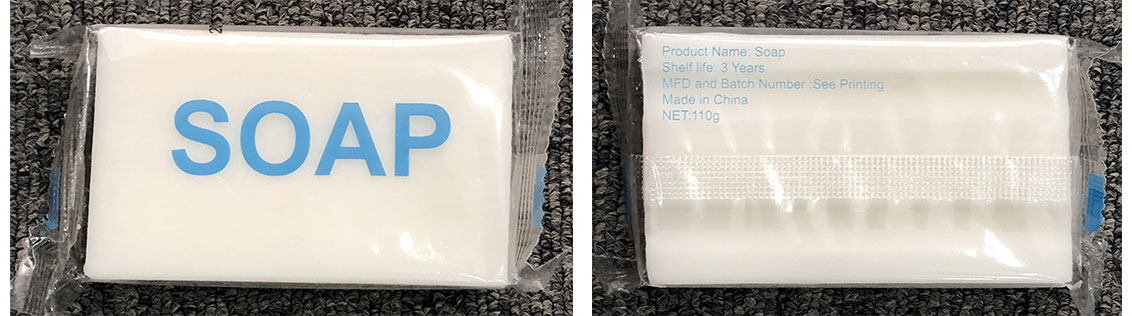 SOAP
Product Name: Soap
Shelf life: 3 Years
MFD and Batch Number :See Printing
Made in China
NET:110g